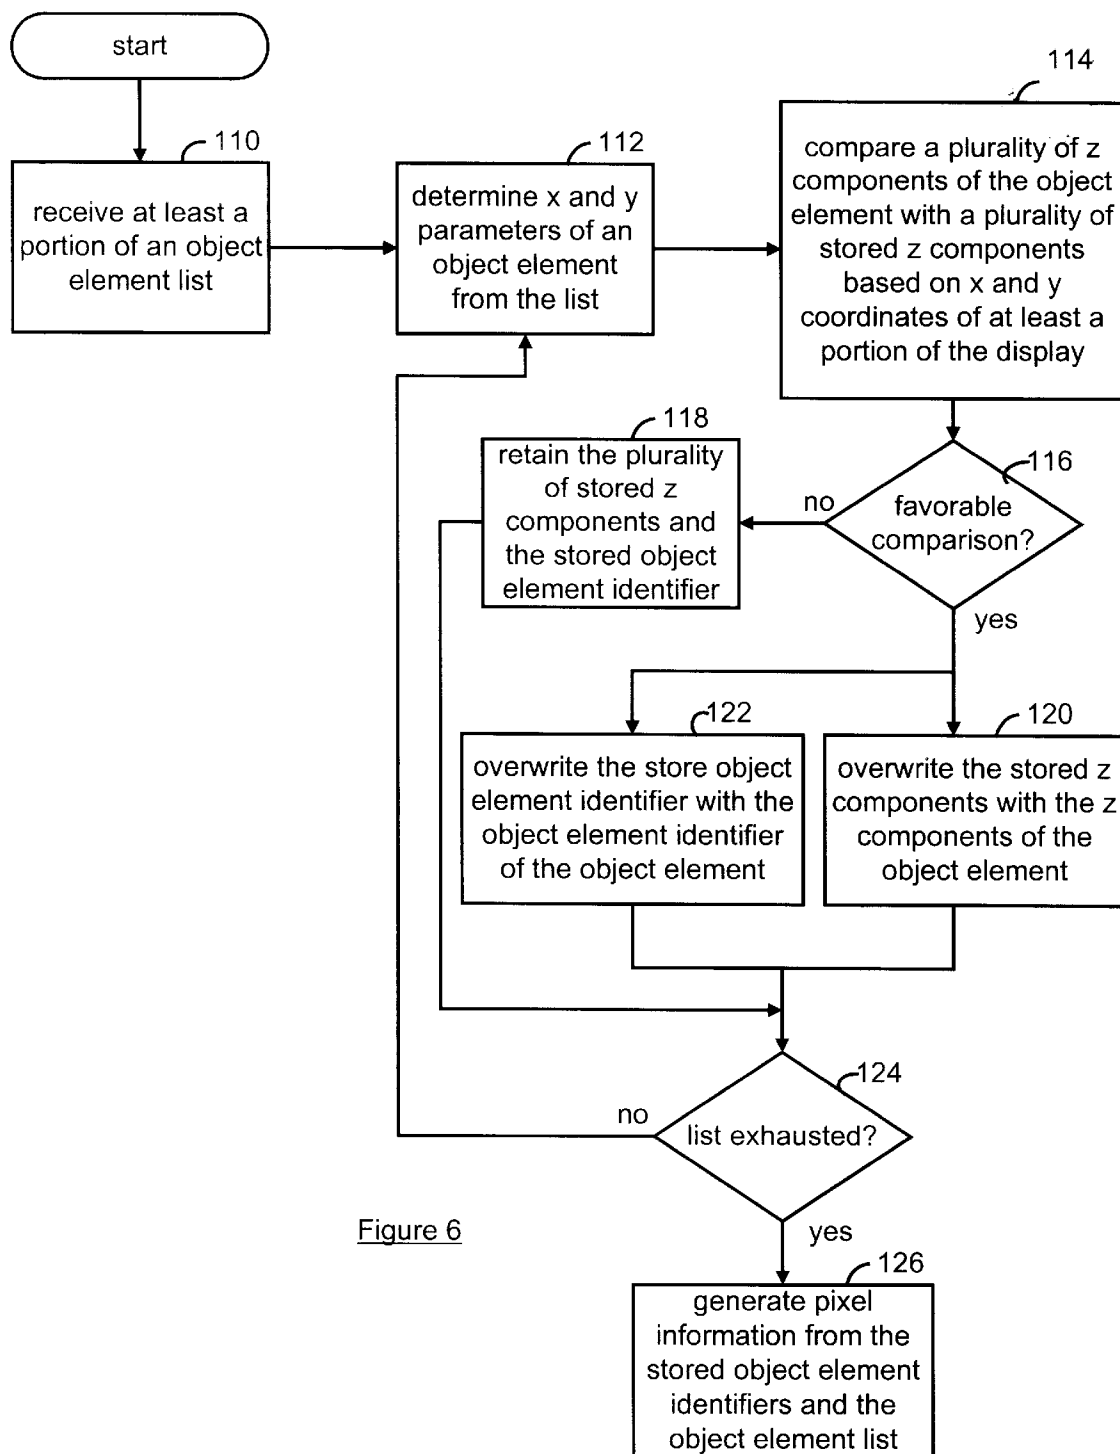 start
110
receive at least a
portion of an object
element list
112
determine x and y
parameters of an
object element
from the list
114
compare a plurality of z
components of the object
element with a plurality of
stored z components
based on x and y
coordinates of at least a
portion of the display
116
favorable
comparison?
no
yes
118
retain the plurality
of stored z
components and
the stored object
element identifier
122
overwrite the store object
element identifier with the
object element identifier
of the object element
120
overwrite the stored z
components with the z
components of the
object element
124
list exhausted?
no
yes
Figure 6
126
generate pixel
information from the
stored object element
identifiers and the
object element list